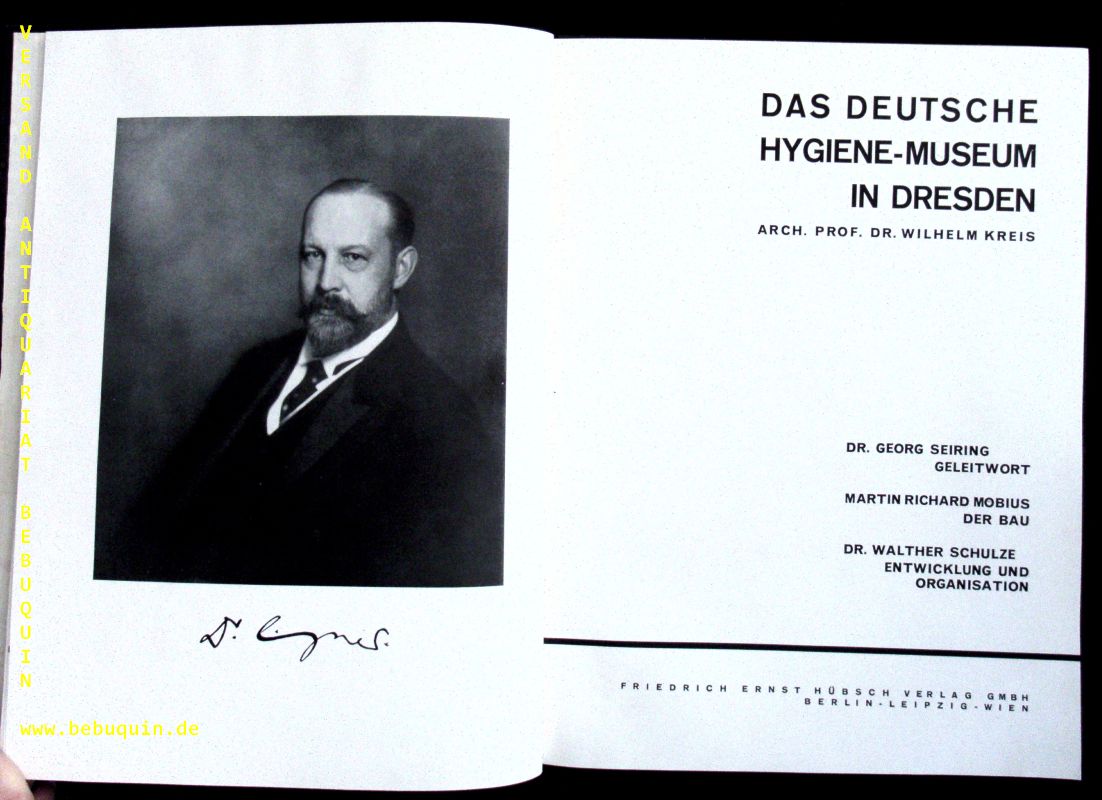 VERSAND ANTIQUARIAT BEBUQUIN
www.bebuquin.de
Dr. Lingner.
DAS DEUTSCHE
HYGIENE-MUSEUM
IN DRESDEN
ARCH. PROF. DR. WILHELM KREIS
DR. GEORG SEIRING
GELEITWORT
MARTIN RICHARD MOBIUS
DER BAU
DR. WALTHER SCHULZE
ENTWICKLUNG UND
ORGANISATION
FRIEDRICH ERNST HÜBSCH VERLAG GMBH
BERLIN-LEIPZIG-WIEN